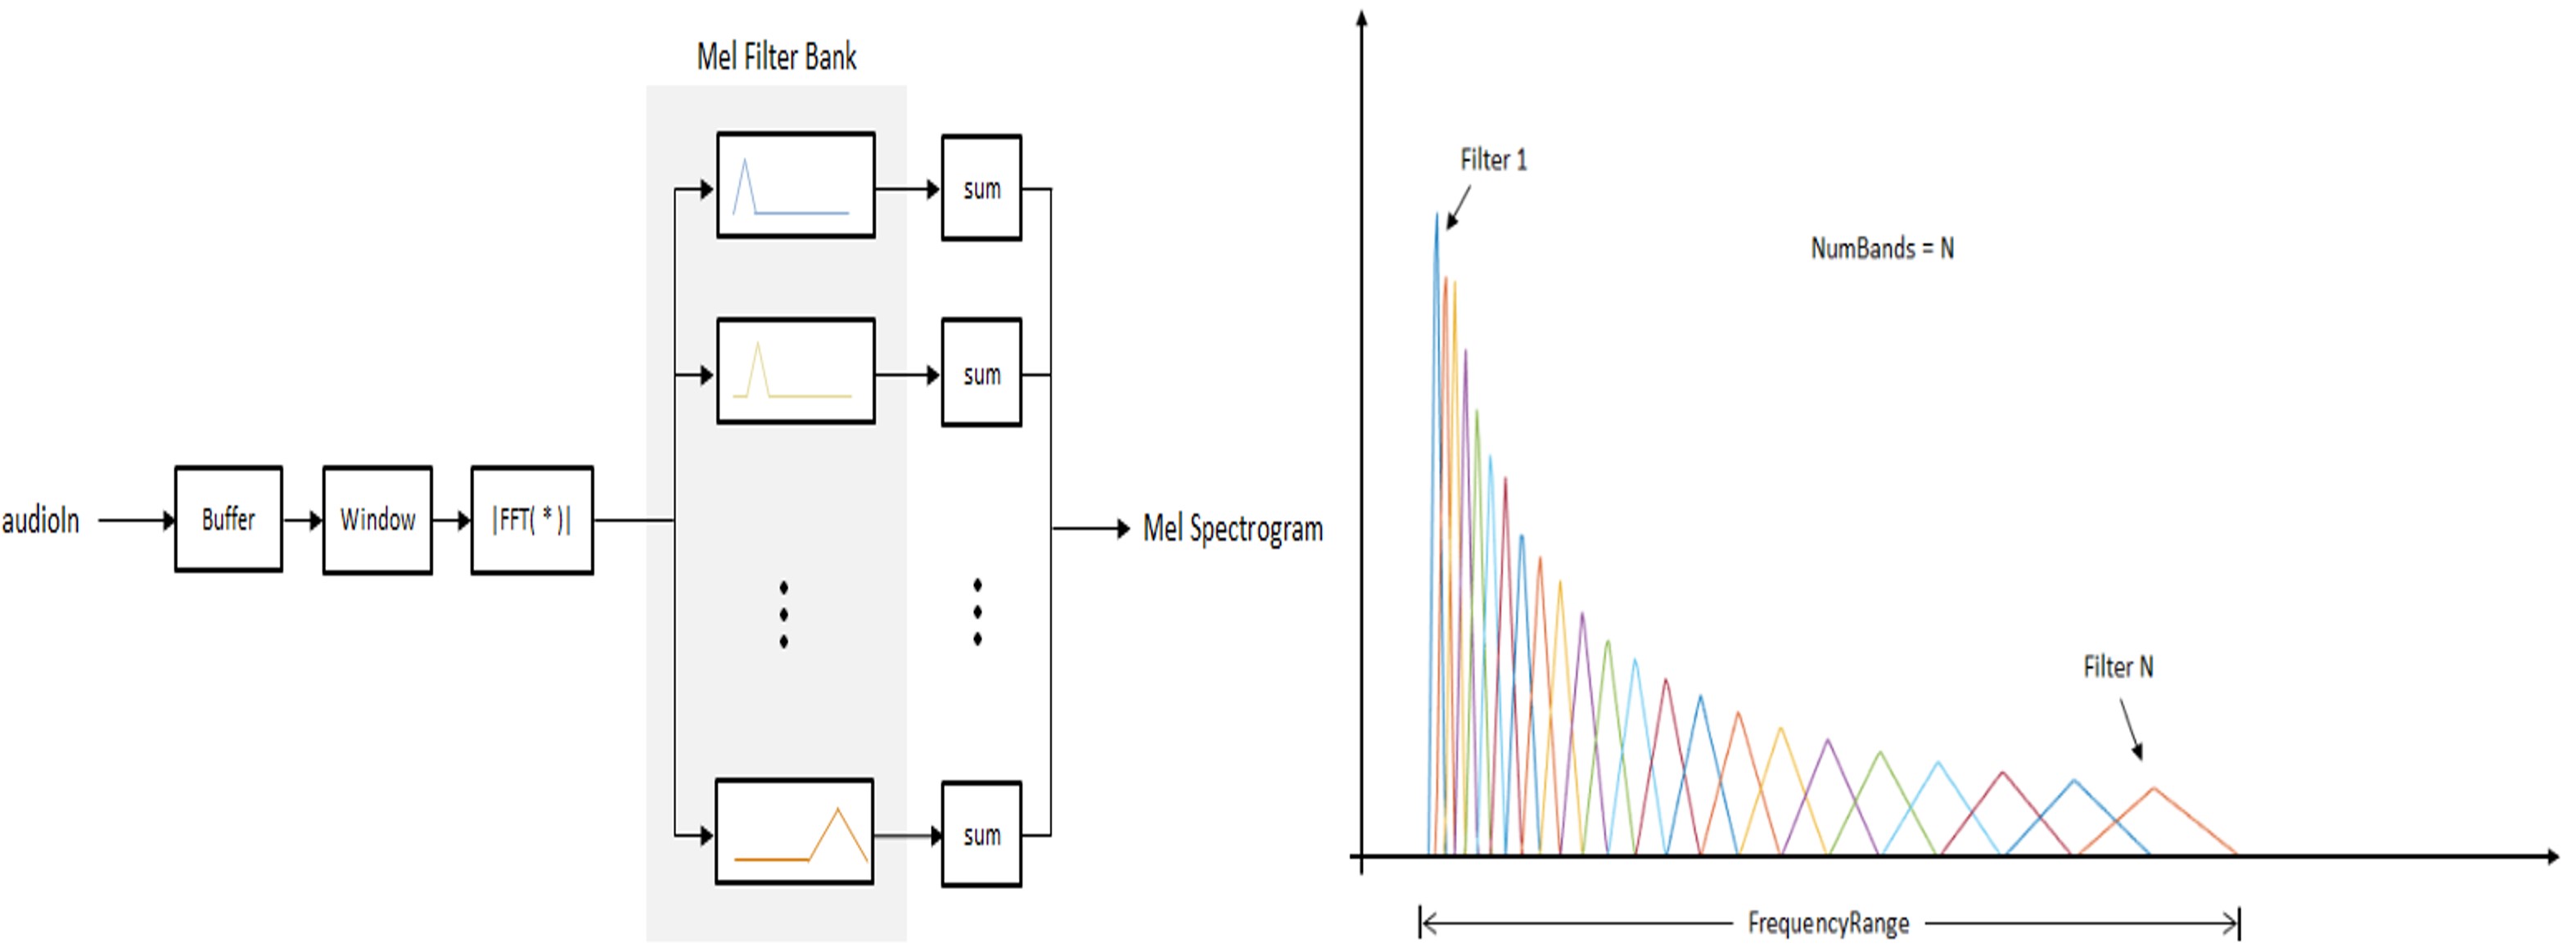 Mel Filter Bank
sum
sum
audioIn
Buffer
Window
|FFT( * )|
Mel Spectrogram
sum
Filter 1
NumBands = N
Filter N
FrequencyRange